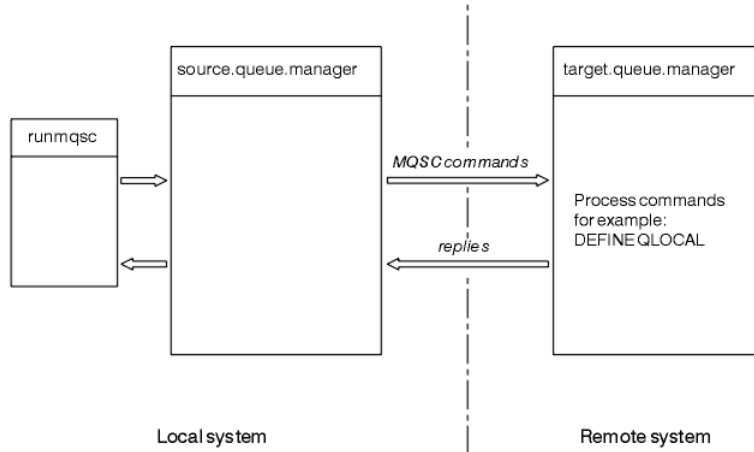 source.queue.manager
target.queue.manager
runmqsc
MQSC commands
Process commands
for example:
DEFINE QLOCAL
replies
Local system
Remote system